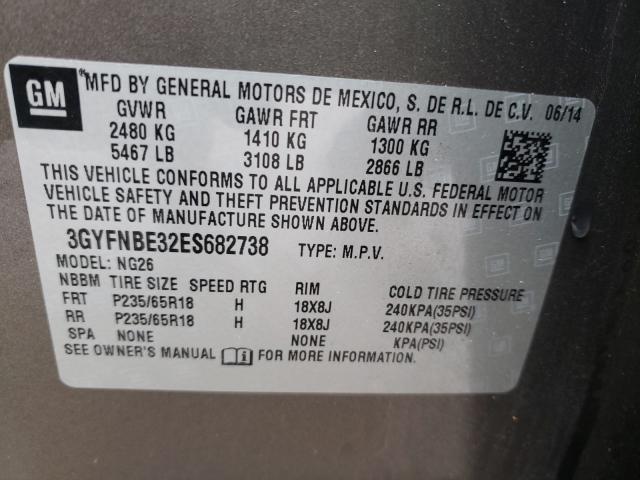 GM
MFD BY GENERAL MOTORS DE MEXICO, S. DE R.L. DE C.V. 06/14
GVWR GAWR FRT GAWR RR
2480 KG 1410 KG 1300 KG
5467 LB 3108 LB 2866 LB
THIS VEHICLE CONFORMS TO ALL APPLICABLE U.S. FEDERAL MOTOR
VEHICLE SAFETY AND THEFT PREVENTION STANDARDS IN EFFECT ON
THE DATE OF MANUFACTURE SHOWN ABOVE.
3GYFNBE32ES682738 TYPE: M.P.V.
MODEL: NG26
NBBM TIRE SIZE SPEED RTG RIM COLD TIRE PRESSURE
FRT P235/65R18 H 18X8J 240KPA(35PSI)
RR P235/65R18 H 18X8J 240KPA(35PSI)
SPA NONE NONE KPA(PSI)
SEE OWNER'S MANUAL FOR MORE INFORMATION.